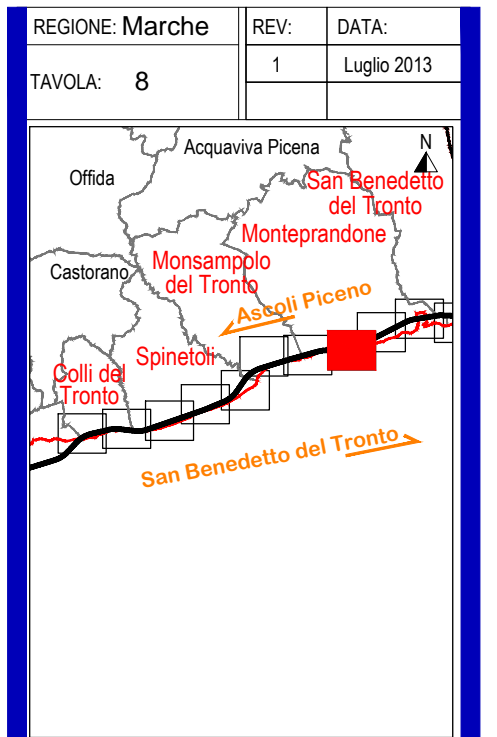 REGIONE: Marche
REV:
DATA:
TAVOLA: 8
1
Luglio 2013
N
Acquaviva Picena
Offida
San Benedetto
del Tronto
Monteprandone
Castorano
Monsampolo
del Tronto
Ascoli Piceno
Spinetoli
Colli del
Tronto
San Benedetto del Tronto